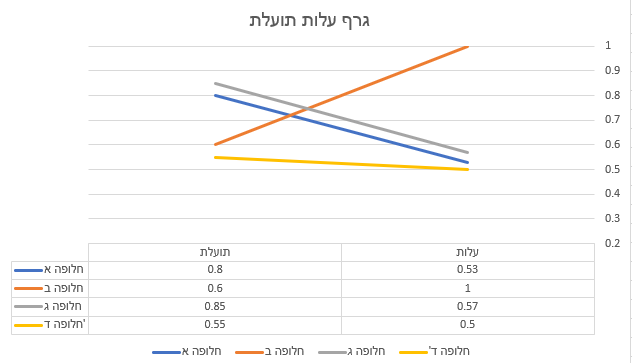 גרף עלות תועלת
1
0.9
0.8
0.7
0.6
0.5
0.4
0.3
0.2
עלות תועלת
חלופה א 0.53 0.8
חלופה ב 1 0.6
חלופה ג 0.57 0.85
חלופה ד' 0.5 0.55
חלופה ד' חלופה ג חלופה ב חלופה א